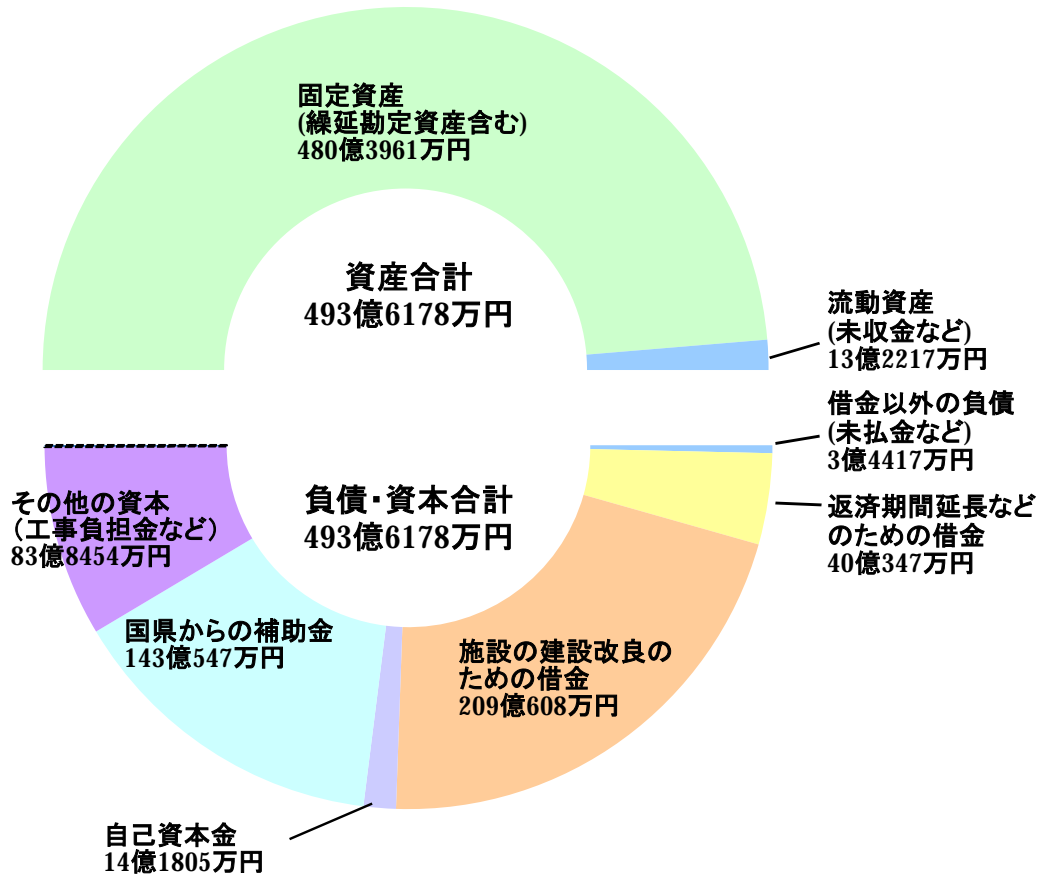 固定資産
(繰延勘定資産含む)
480億3961万円
資産合計
493億6178万円
流動資産
(未収金など)
13億2217万円
借金以外の負債
(未払金など)
3億4417万円
返済期間延長など
のための借金
40億347万円
負債・資本合計
493億6178万円
その他の資本
（工事負担金など）
83億8454万円
国県からの補助金
143億547万円
施設の建設改良の
ための借金
209億608万円
自己資本金
14億1805万円